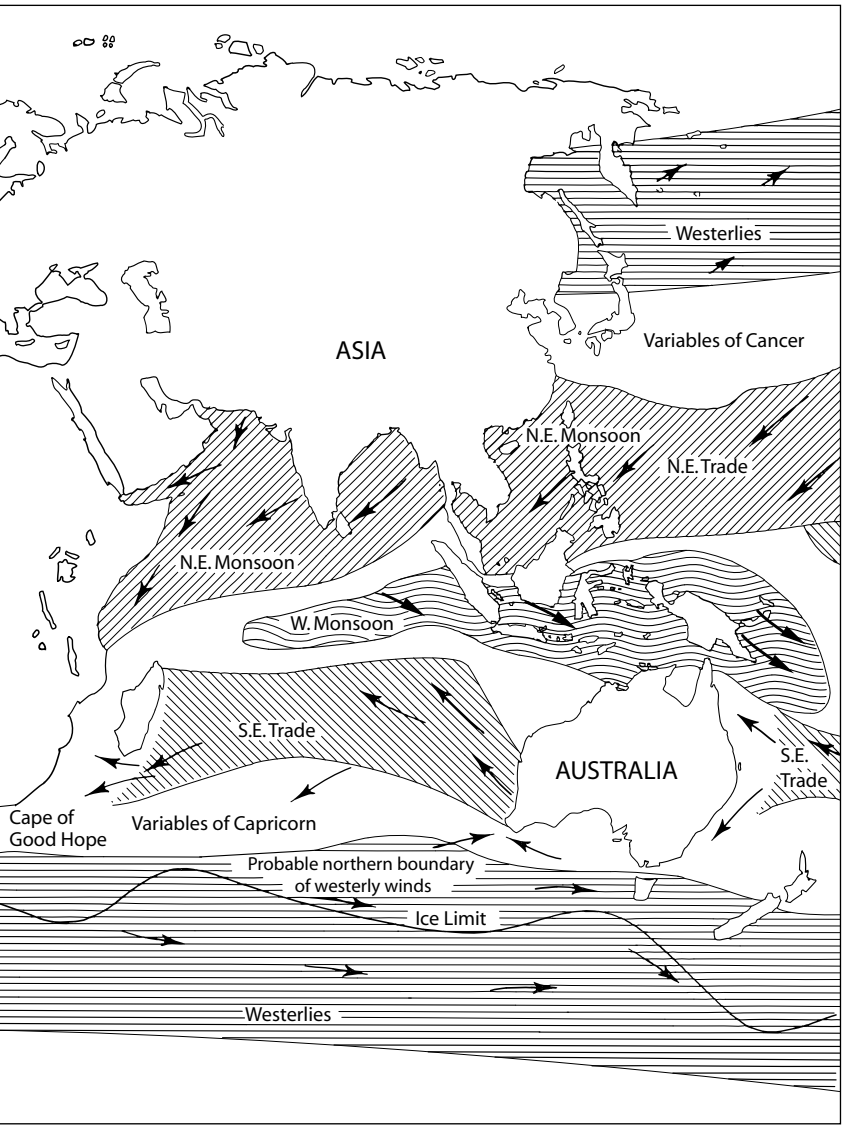 Westerlies
Variables of Cancer
ASIA
N.E. Monsoon
N.E. Trade
N.E. Monsoon
W. Monsoon
S.E. Trade
AUSTRALIA
S.E.
Trade
Cape of
Good Hope
Variables of Capricorn
Probable northern boundary
of westerly winds
Ice Limit
Westerlies